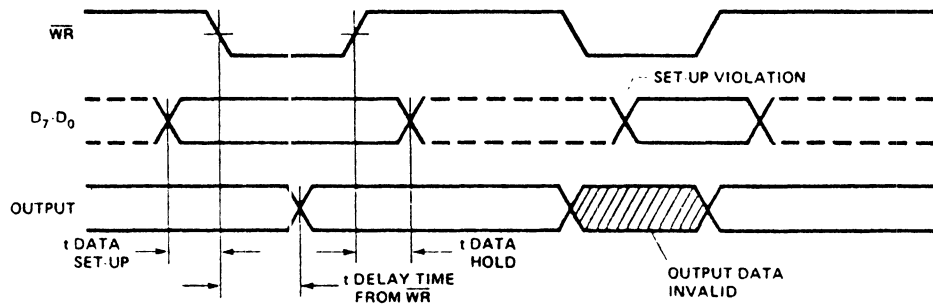 WR
SET-UP VIOLATION
D7-D0
OUTPUT
t DATA
SET-UP
t DELAY TIME
FROM WR
t DATA
HOLD
OUTPUT DATA
INVALID